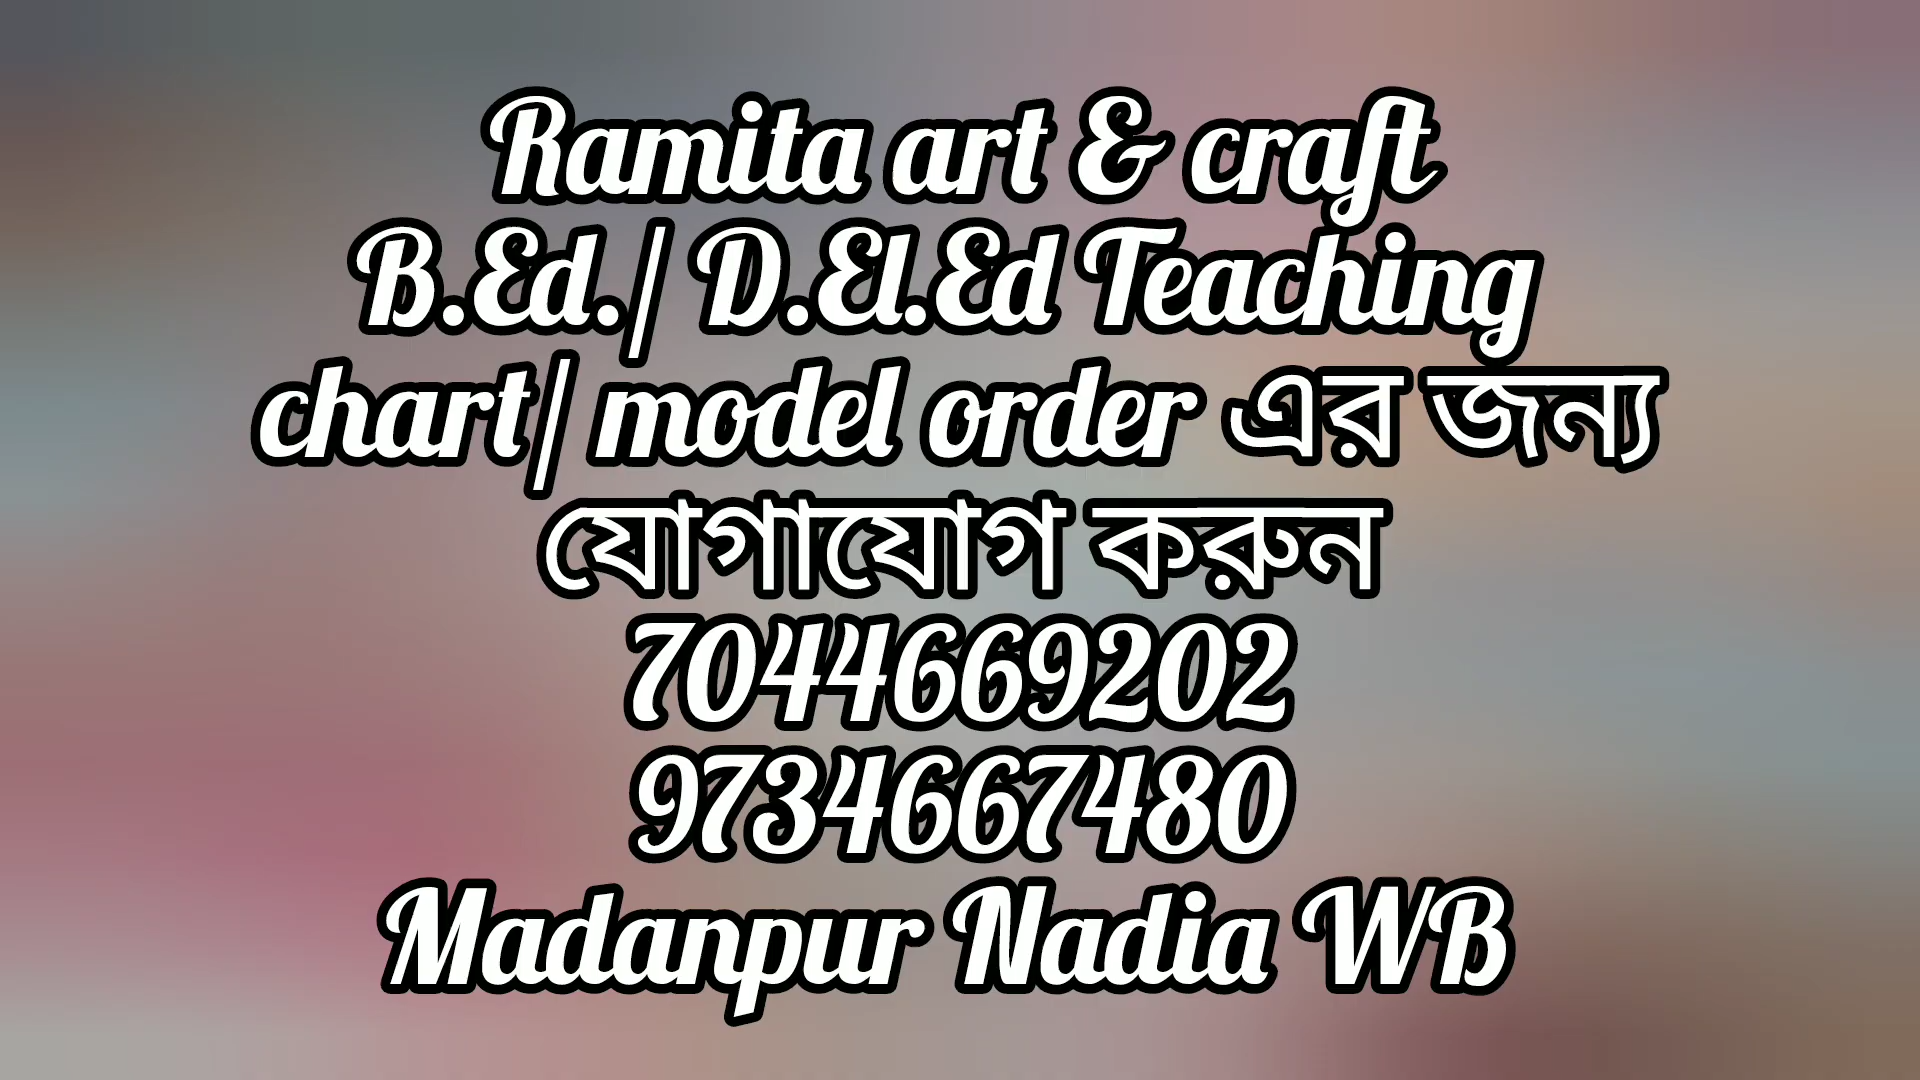 Ramita art & craft
B.Ed./ D.El.Ed Teaching
chart/ model order এর জন্য
যোগাযোগ করুন
7044669202
9734667480
Madanpur Nadia WB